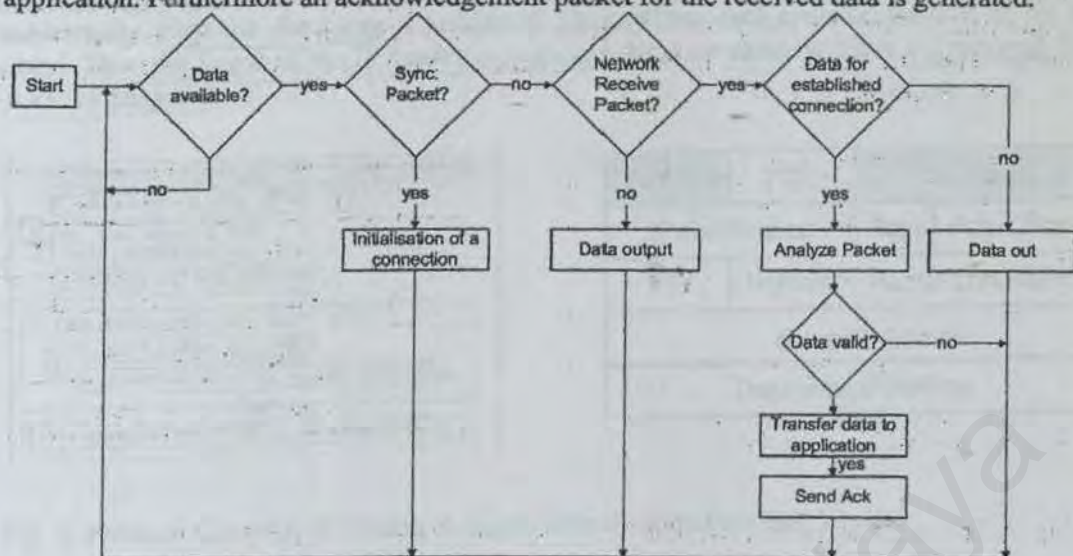 application. Furthermore an acknowledgement packet for the received data is generated.
Start
Data
available?
yes
Sync.
Packet?
no
Network
Receive
Packet?
yes
Data for
established
connection?
no
no
yes
no
yes
Initialisation of a
connection
Data output
Analyze Packet
Data out
Data valid?
no
Transfer data to
application
yes
Send Ack